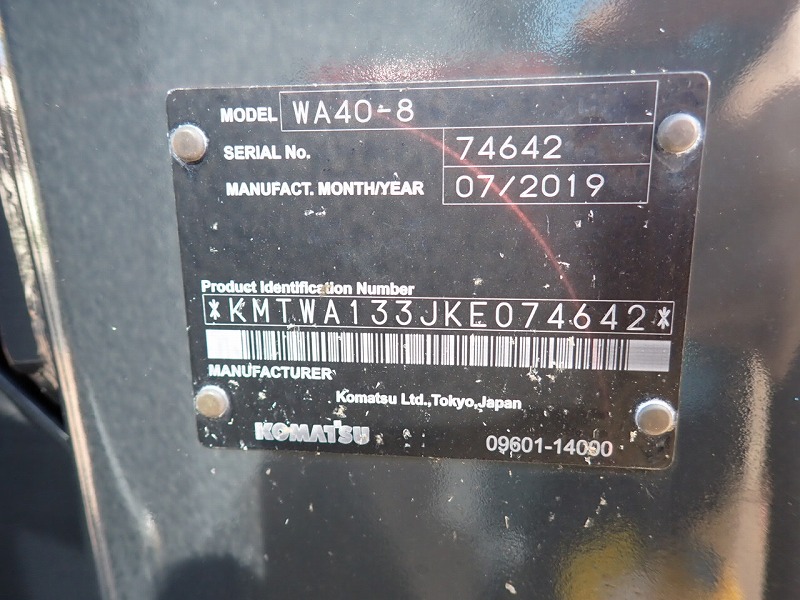 MODEL WA40-8
SERIAL No. 74642
MANUFACT. MONTH/YEAR 07/2019
Product Identification Number
*KMTWA133JKE074642*
MANUFACTURER
Komatsu Ltd.,Tokyo,Japan
KOMATSU 09601-14000